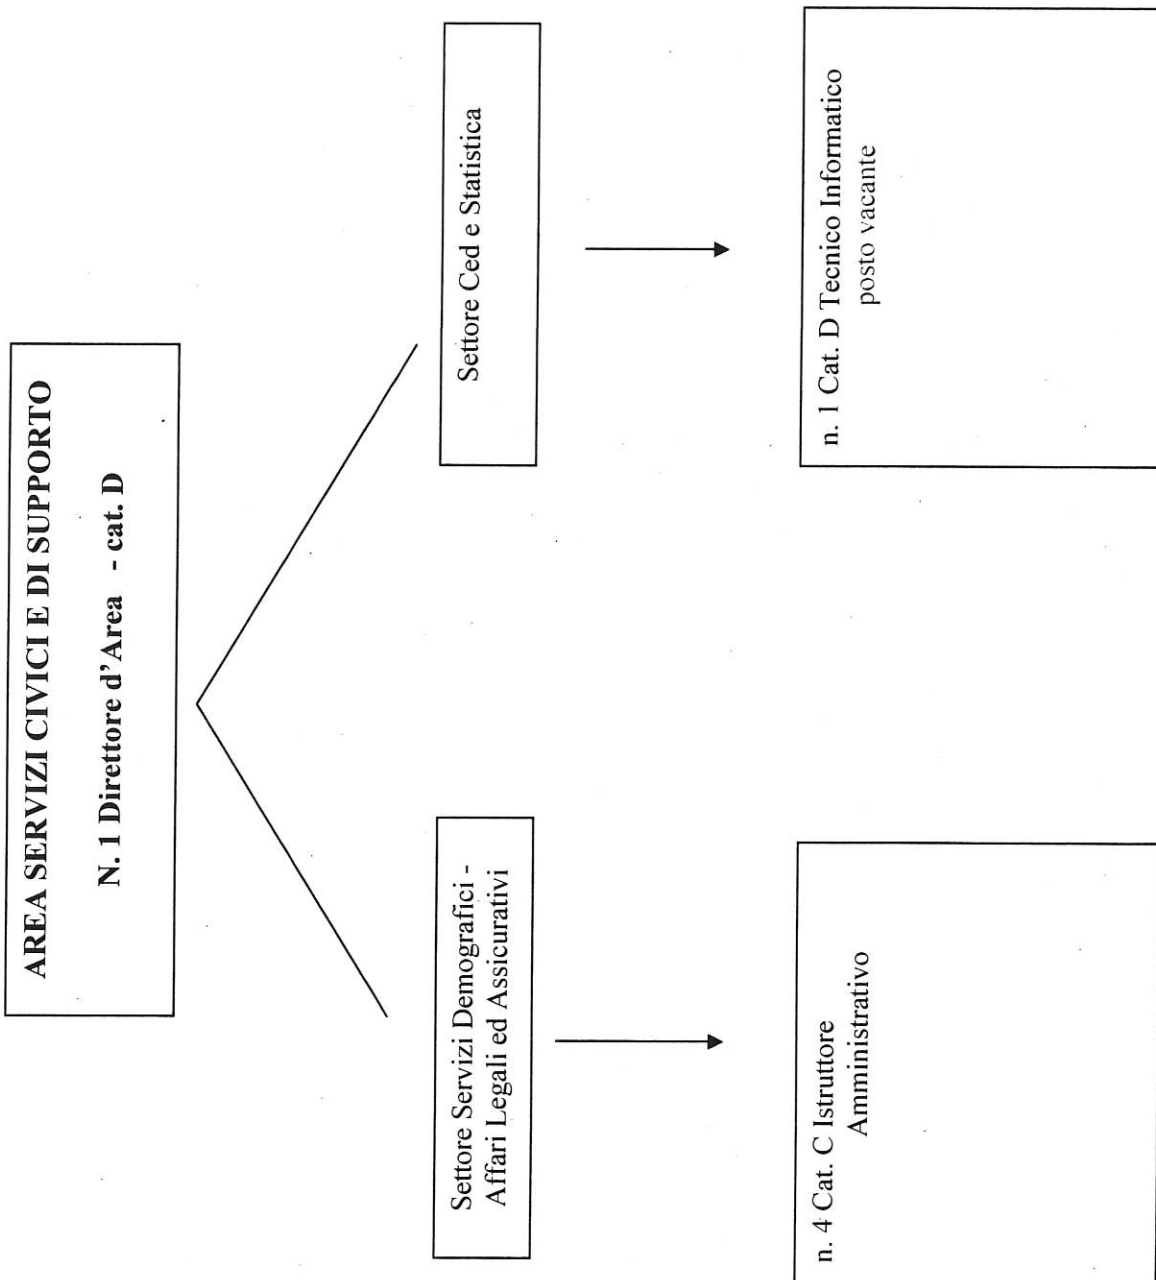 AREA SERVIZI CIVICI E DI SUPPORTO
N. 1 Direttore d'Area - cat. D
Settore Servizi Demografici -
Affari Legali ed Assicurativi
Settore Ced e Statistica
n. 4 Cat. C Istruttore
Amministrativo
n. 1 Cat. D Tecnico Informatico
posto vacante